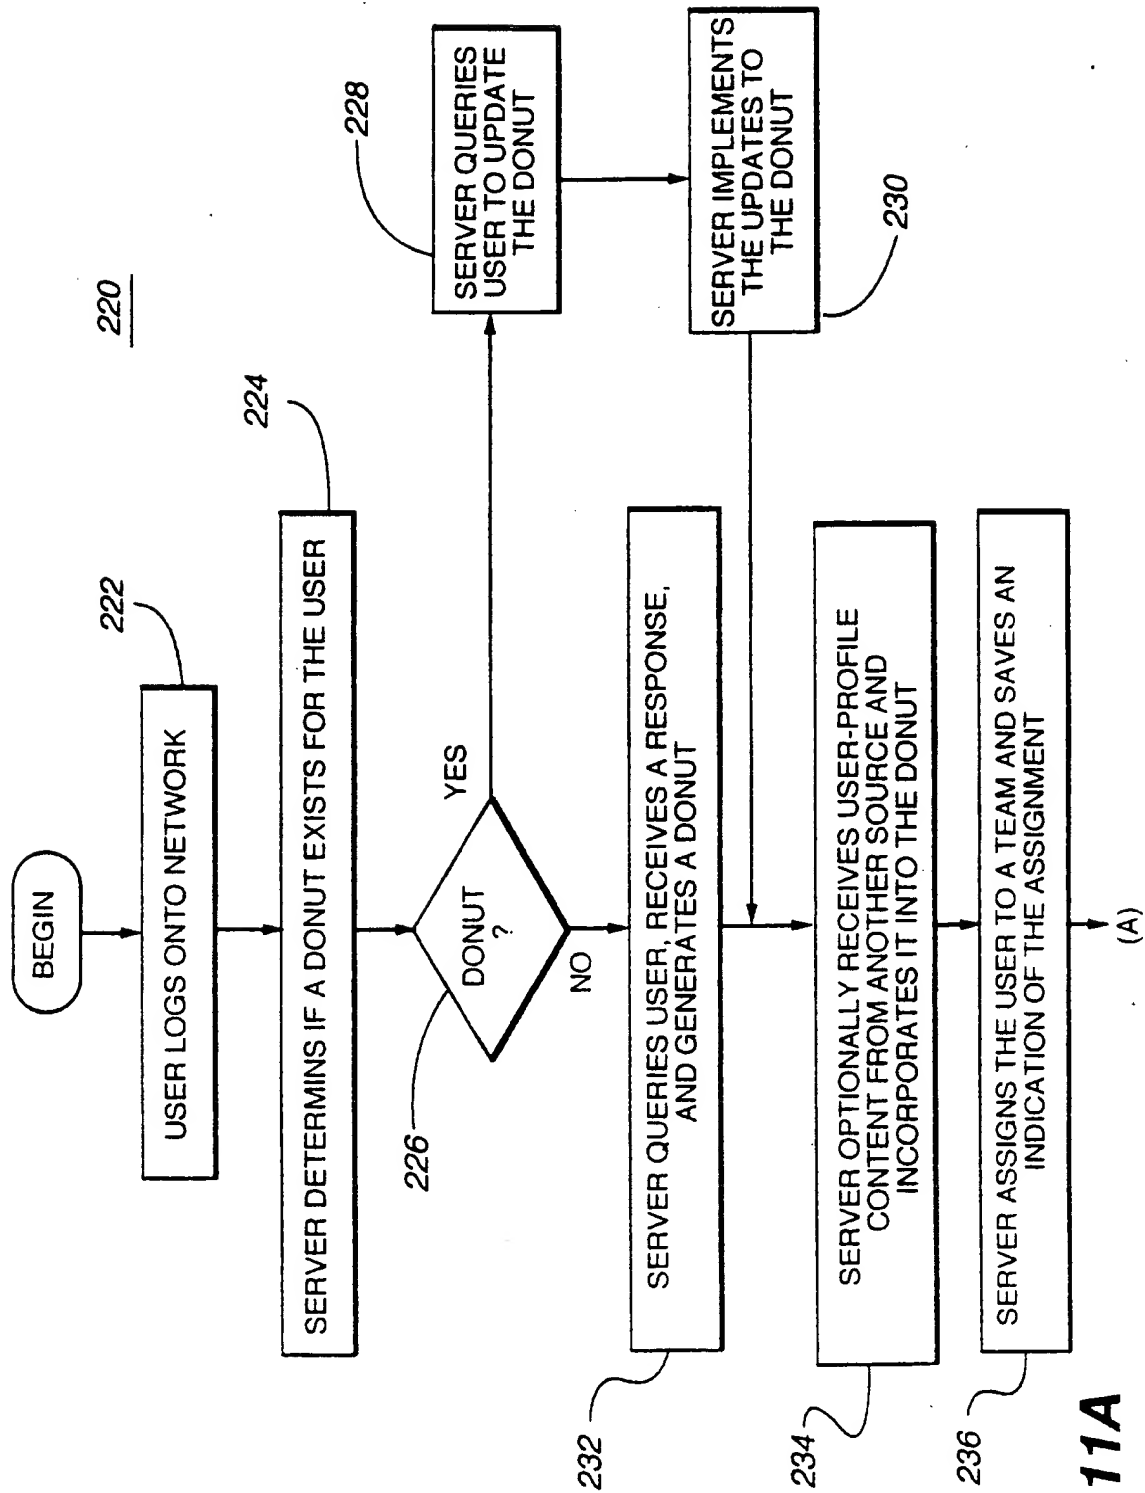 220
BEGIN
222
USER LOGS ONTO NETWORK
224
SERVER DETERMINS IF A DONUT EXISTS FOR THE USER
226
DONUT
?
YES
NO
228
SERVER QUERIES
USER TO UPDATE
THE DONUT
SERVER IMPLEMENTS
THE UPDATES TO
THE DONUT
230
232
SERVER QUERIES USER, RECEIVES A RESPONSE,
AND GENERATES A DONUT
234
SERVER OPTIONALLY RECEIVES USER-PROFILE
CONTENT FROM ANOTHER SOURCE AND
INCORPORATES IT INTO THE DONUT
236
SERVER ASSIGNS THE USER TO A TEAM AND SAVES AN
INDICATION OF THE ASSIGNMENT
(A)
11A